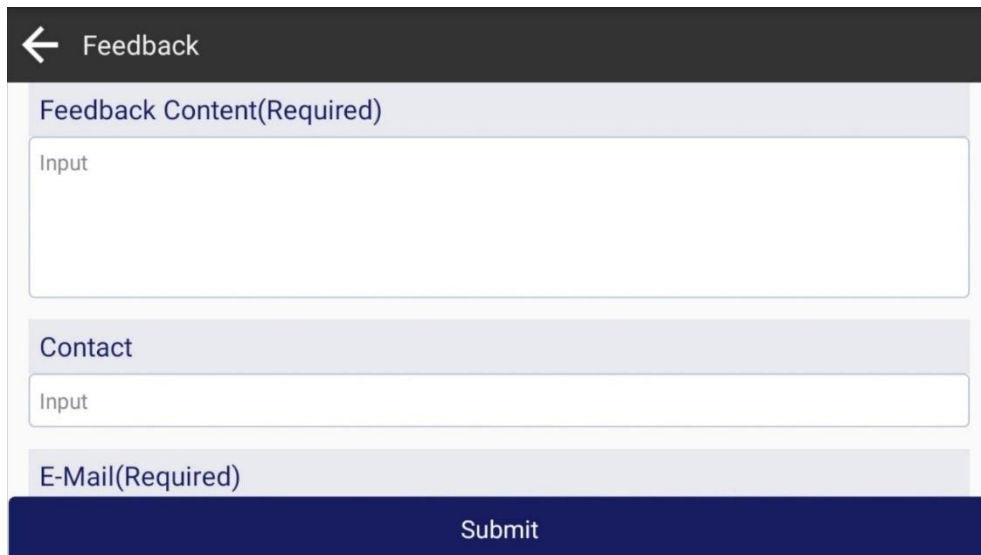 Feedback
Feedback Content(Required)
Input
Contact
Input
E-Mail(Required)
Submit